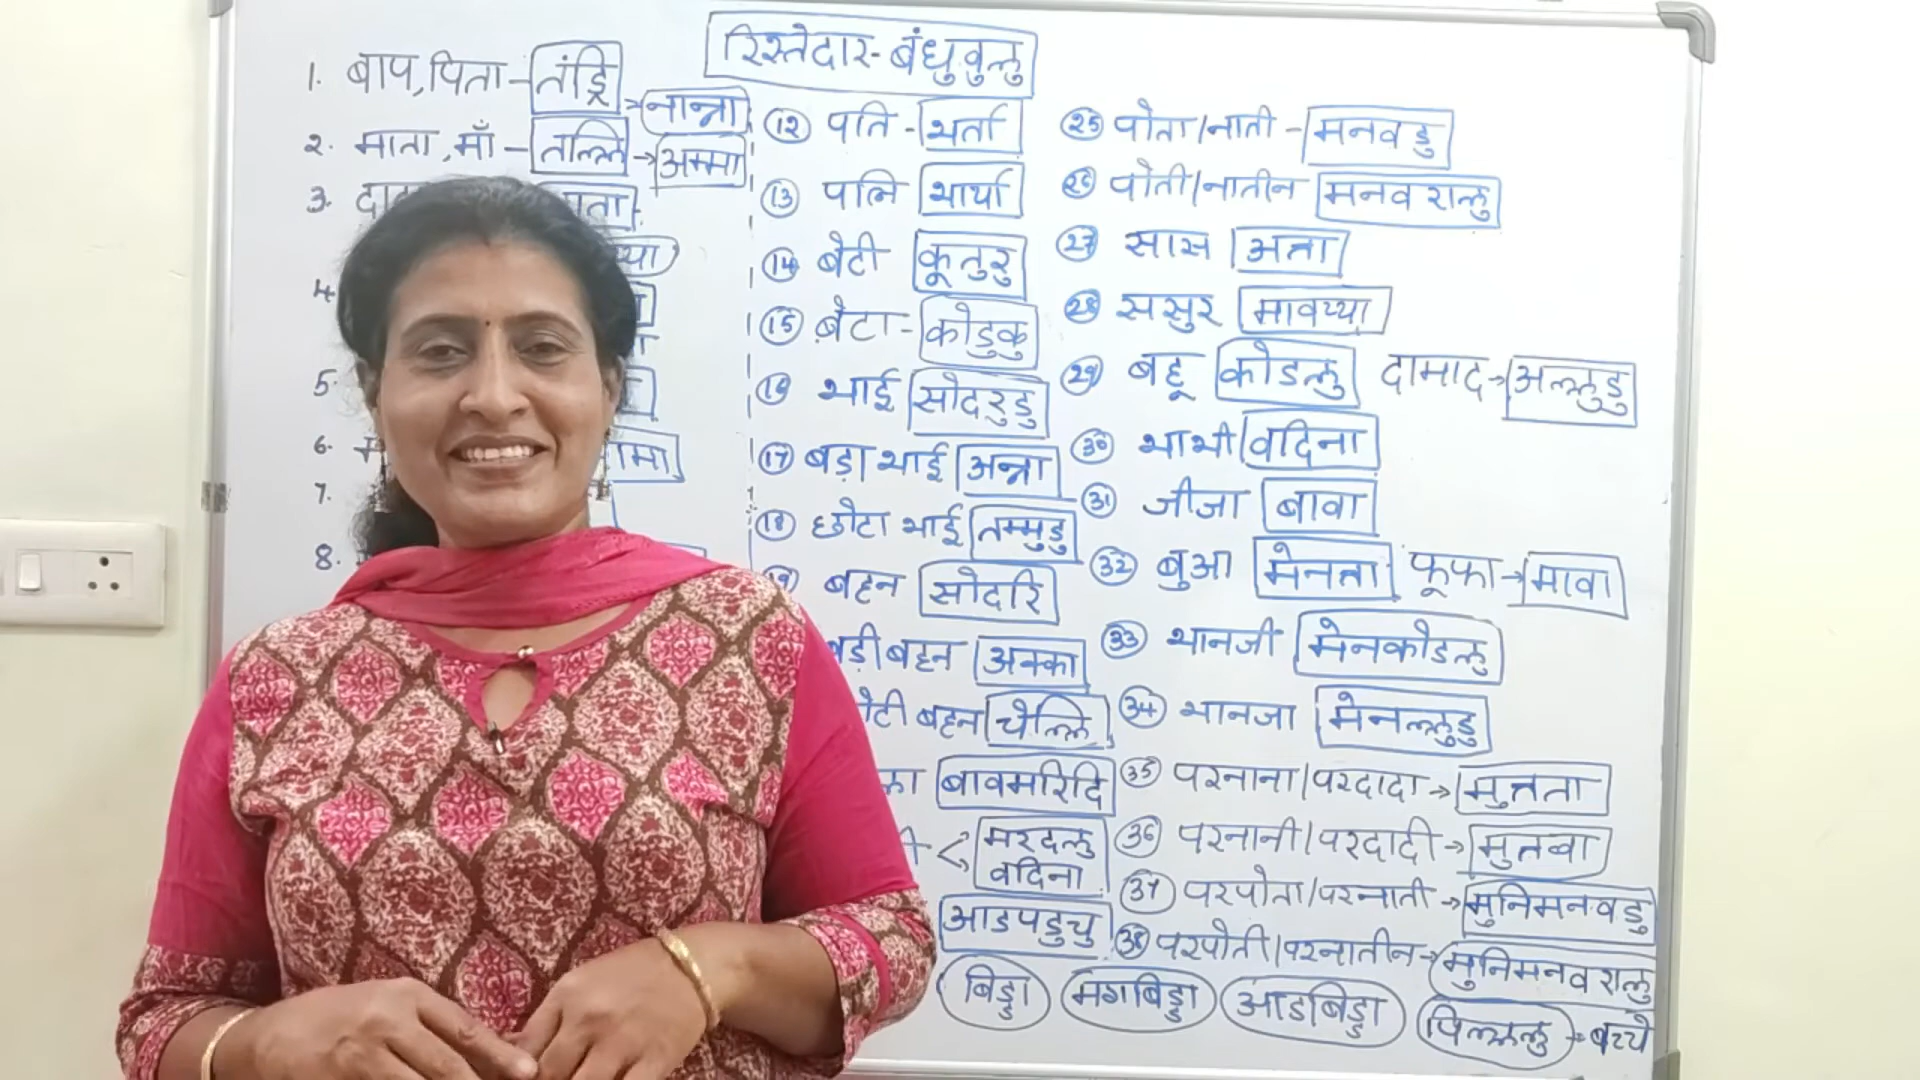 रिश्तेदार-बंधुवुलु
1. बाप,पिता-तंड्रि →नान्ना
2. माता,माँ-तल्लि→अम्मा
3.
4.
5.
6.
7.
8.
12 पति-भर्ता
13 पत्नि भार्या
14 बेटी कूतुरु
15 बेटा-कोडुकु
16 भाई सोदरुडु
17 बड़ा भाई अन्ना
18 छोटा भाई तम्मुडु
19 बहन सोदरि
बड़ी बहन अक्का
बहन चेल्लि
बावमरिदि
मरदलु
वदिना
आडपडुचु
बिड्डा मगबिड्डा आडबिड्डा पिल्ललु→बच्चे
25 पोता/नाती-मनवडु
26 पोती/नातीन मनवरालु
27 सास अत्ता
28 ससुर मावय्या
29 बहू कोडलु दामाद→अल्लुडु
30 भाभी वदिना
31 जीजा बावा
32 बुआ मेनत्ता फूफा→मावा
33 भानजी मेनकोडलु
34 भानजा मेनल्लुडु
35 परनाना/परदादा→मुत्तता
36 परनानी/परदादी→मुतवा
37 परपोता/परनाती→मुनिमनवडु
38 परपोती/परनातीन→मुनिमनवरालु